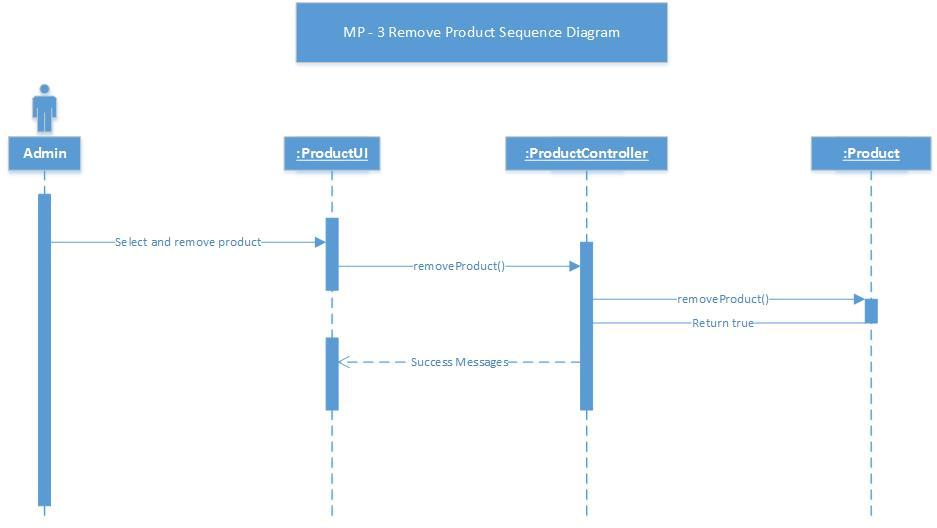 MP - 3 Remove Product Sequence Diagram
Admin
:ProductUI
:ProductController
:Product
Select and remove product
removeProduct()
removeProduct()
Return true
Success Messages